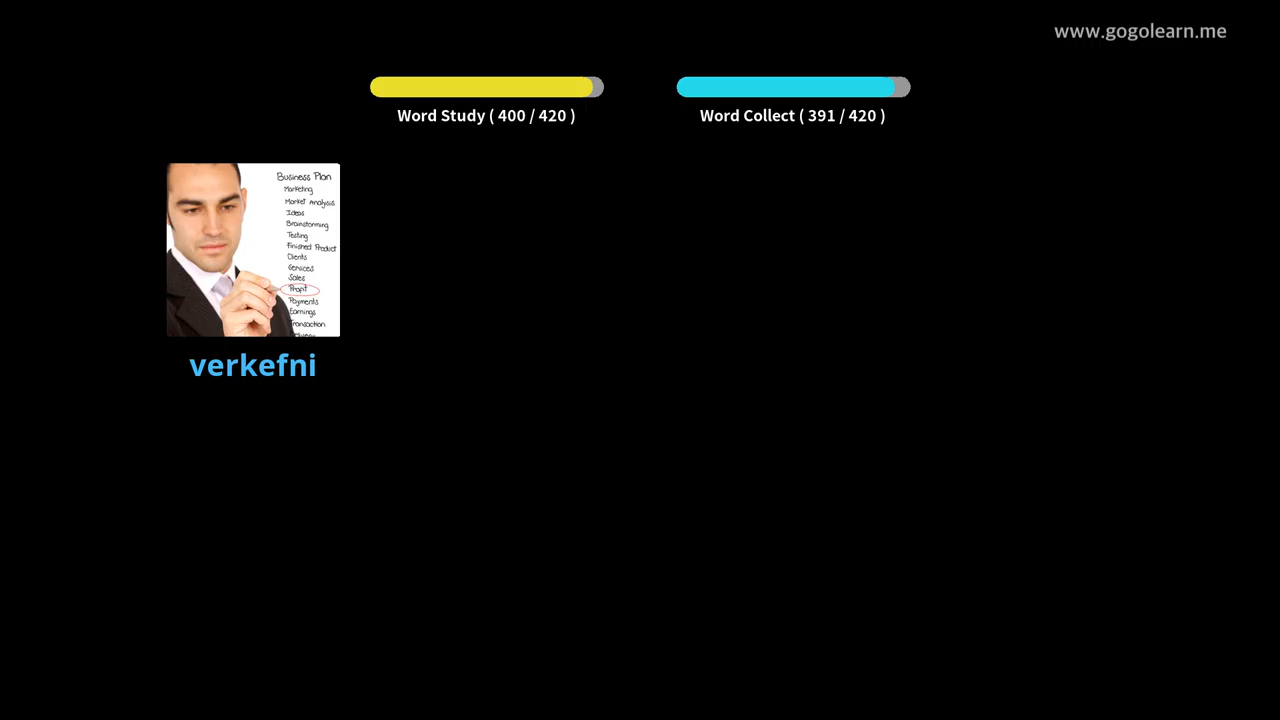 www.gogolearn.me
Word Study ( 400 / 420 )
Word Collect ( 391 / 420 )
Business Plan
Marketing
Market Analysis
Ideas
Brainstorming
Testing
Finished Product
Clients
Services
Sales
Profit
Payments
Earnings
Transaction
verkefni